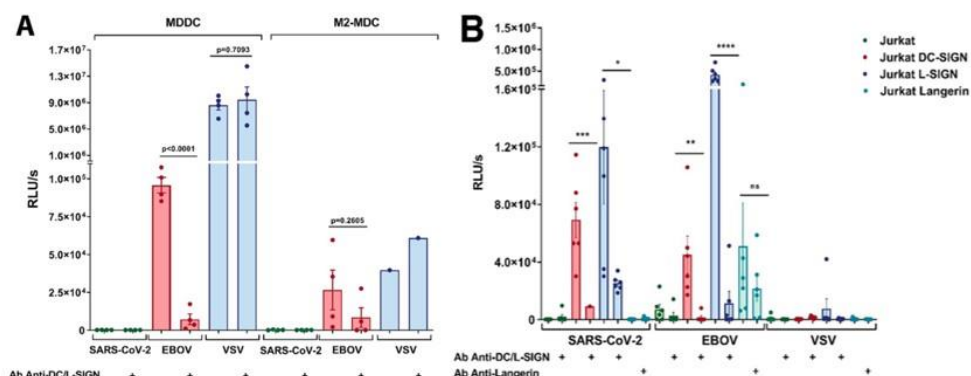 A
MDDC
M2-MDC
1.7×10⁷
1.3×10⁷
9.0×10⁶
5.0×10⁶
1.0×10⁶
1.0×10⁵
7.5×10⁴
5.0×10⁴
2.5×10⁴
0
RLU/s
p=0.7093
p<0.0001
p=0.2605
SARS-CoV-2 EBOV VSV SARS-CoV-2 EBOV VSV
Ab Anti-DC/L-SIGN + + + + + +
B
1.5×10⁶
1.0×10⁶
5.0×10⁵
1.6×10⁵
1.2×10⁵
8.0×10⁴
4.0×10⁴
0
RLU/s
*** * ** **** ns
Jurkat
Jurkat DC-SIGN
Jurkat L-SIGN
Jurkat Langerin
SARS-COV-2 EBOV VSV
Ab Anti-DC/L-SIGN + + + + + + + + +
Ab Anti-Langerin + + +